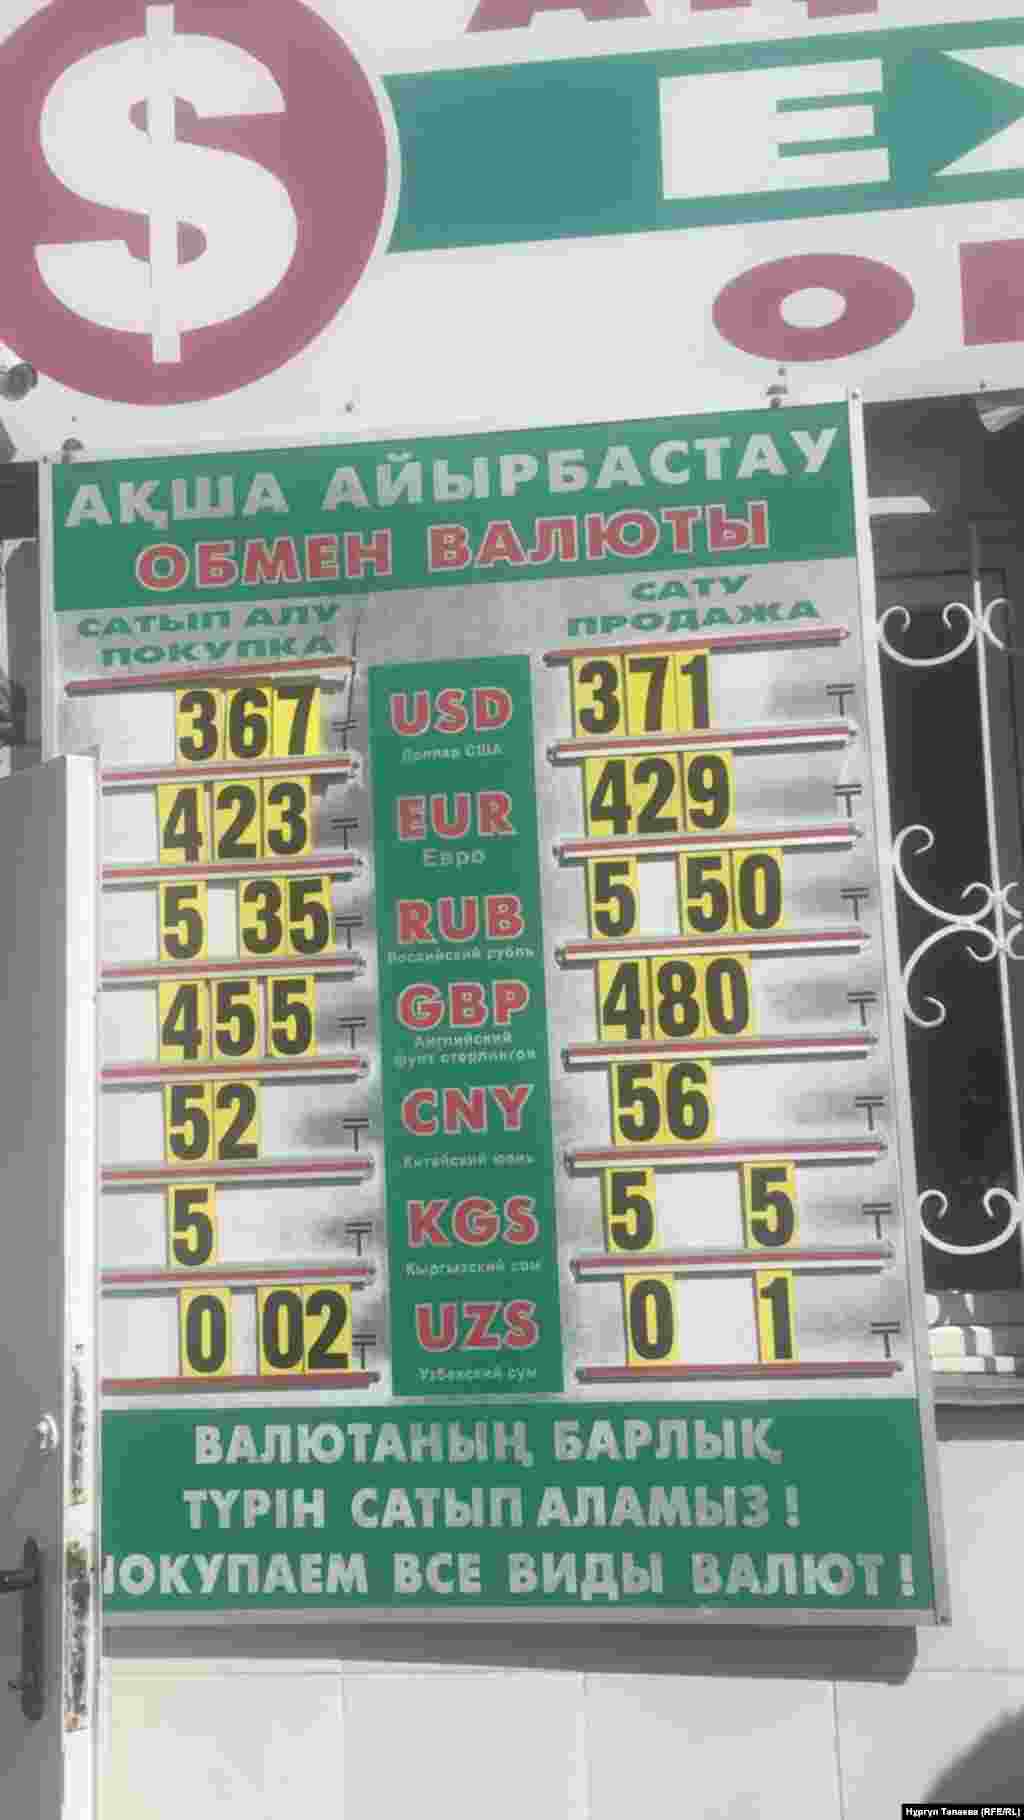 $
EX
АҚША АЙЫРБАСТАУ
ОБМЕН ВАЛЮТЫ
САТЫП АЛУ САТУ
ПОКУПКА ПРОДАЖА
367 ₸ USD 371 ₸
Доллар США
423 ₸ EUR 429 ₸
Евро
5 35 ₸ RUB 5 50 ₸
Российский рубль
455 ₸ GBP 480 ₸
Английский
фунт стерлингов
52 ₸ CNY 56 ₸
Китайский юань
5 ₸ KGS 5 5 ₸
Кыргызский сом
0 02 ₸ UZS 0 1 ₸
Узбекский сум
ВАЛЮТАНЫҢ БАРЛЫҚ
ТҮРІН САТЫП АЛАМЫЗ !
ПОКУПАЕМ ВСЕ ВИДЫ ВАЛЮТ !
Нургул Тапаева (RFE/RL)